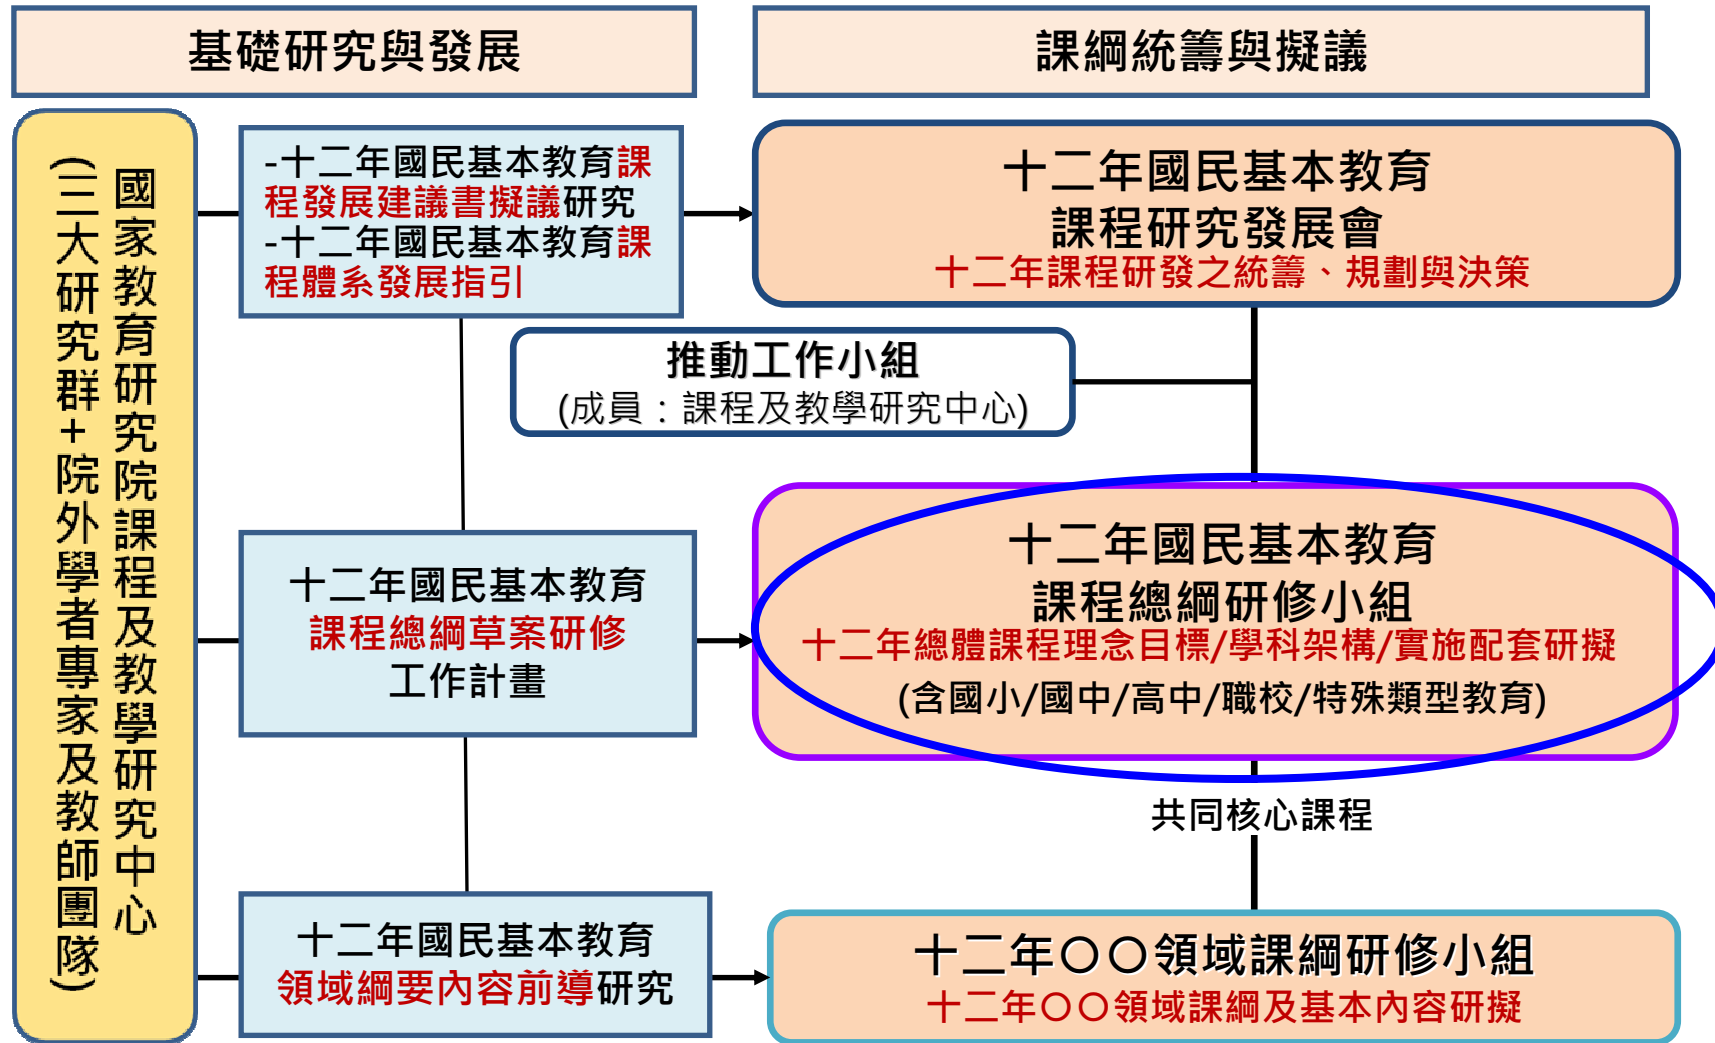 基礎研究與發展
課綱統籌與擬議
國家教育研究院課程及教學研究中心
(三大研究群+院外學者專家及教師團隊)
-十二年國民基本教育課
程發展建議書擬議研究
-十二年國民基本教育課
程體系發展指引
十二年國民基本教育
課程研究發展會
十二年課程研發之統籌、規劃與決策
推動工作小組
(成員：課程及教學研究中心)
十二年國民基本教育
課程總綱草案研修
工作計畫
十二年國民基本教育
課程總綱研修小組
十二年總體課程理念目標/學科架構/實施配套研擬
(含國小/國中/高中/職校/特殊類型教育)
共同核心課程
十二年國民基本教育
領域綱要內容前導研究
十二年〇〇領域課綱研修小組
十二年〇〇領域課綱及基本內容研擬